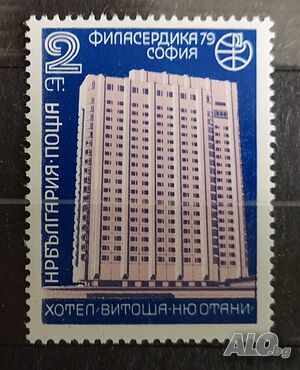 2
СТ.
ФИЛАСЕРДИКА 79
СОФИЯ
НРБЪЛГАРИЯ·ПОЩА
ХОТЕЛ·ВИТОША-НЮ ОТАНИ
ALO.bg